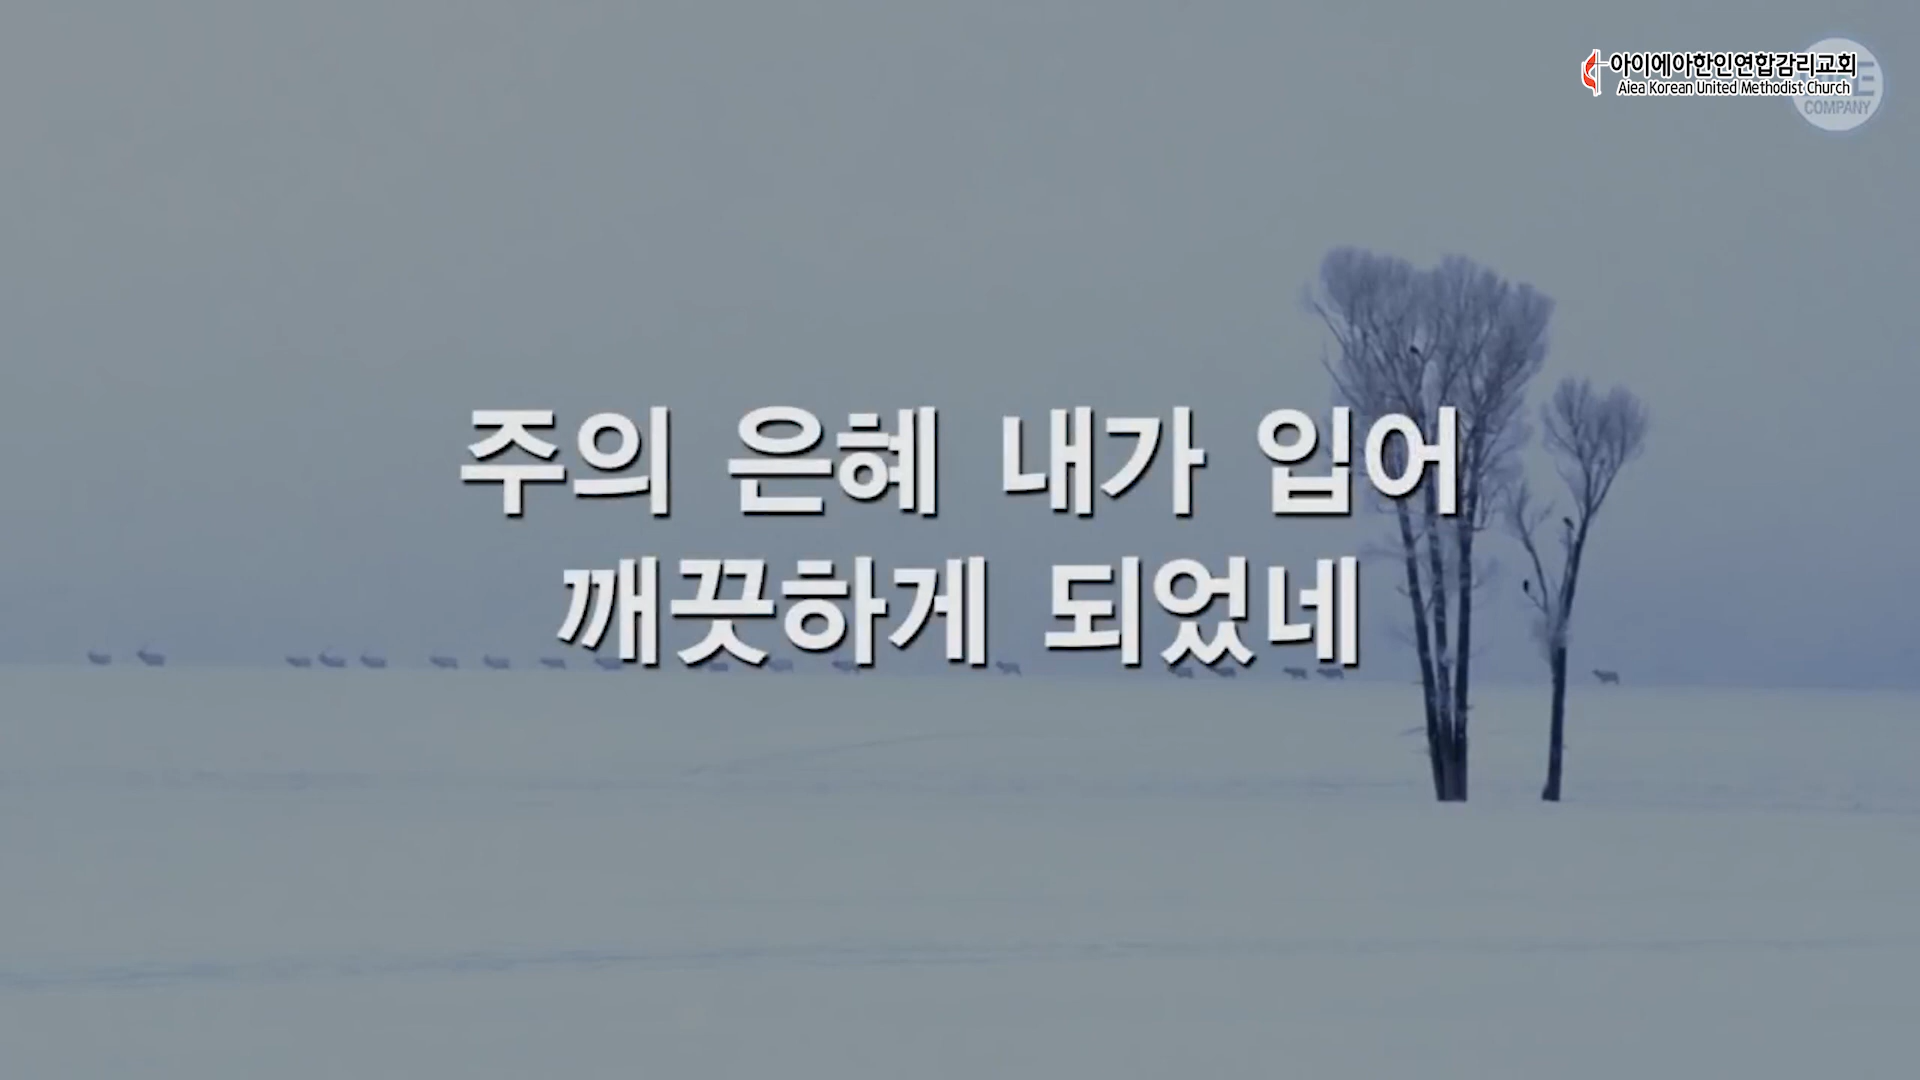 아이에아한인연합감리교회
Aiea Korean United Methodist Church
COMPANY
주의 은혜 내가 입어
깨끗하게 되었네